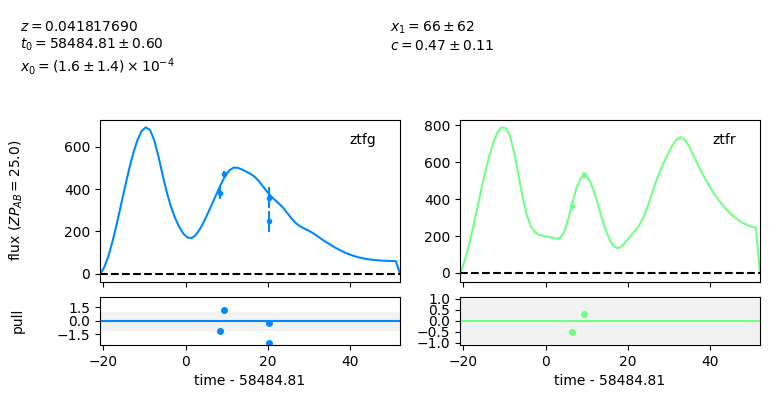 z = 0.041817690
t₀ = 58484.81 ± 0.60
x₀ = (1.6 ± 1.4) × 10⁻⁴
x₁ = 66 ± 62
c = 0.47 ± 0.11
flux (ZP_AB = 25.0)
600
400
200
0
ztfg
800
600
400
200
0
ztfr
pull
1.5
0.0
−1.5
−20
0
20
40
time - 58484.81
1.0
0.5
0.0
−0.5
−1.0
−20
0
20
40
time - 58484.81